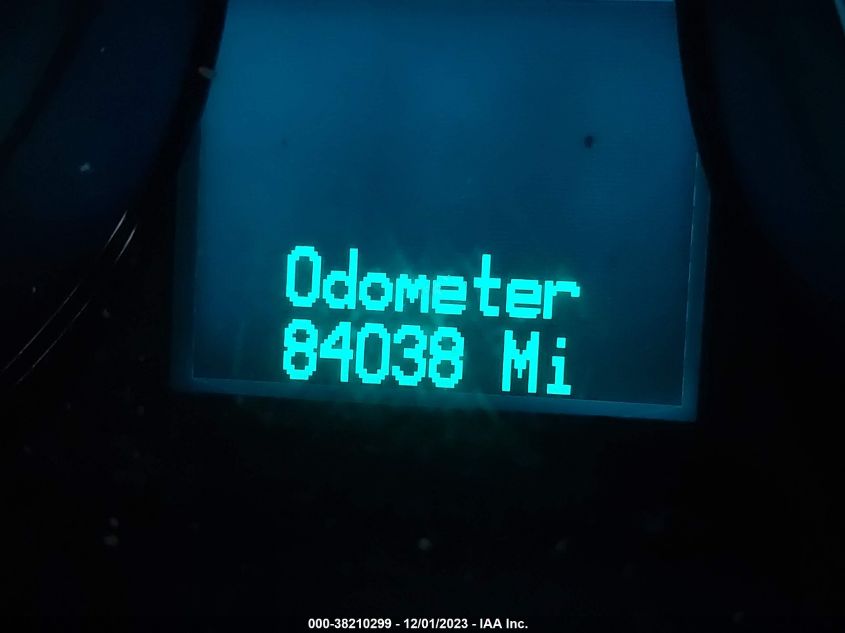 Odometer
84038 Mi
000-38210299 - 12/01/2023 - IAA Inc.